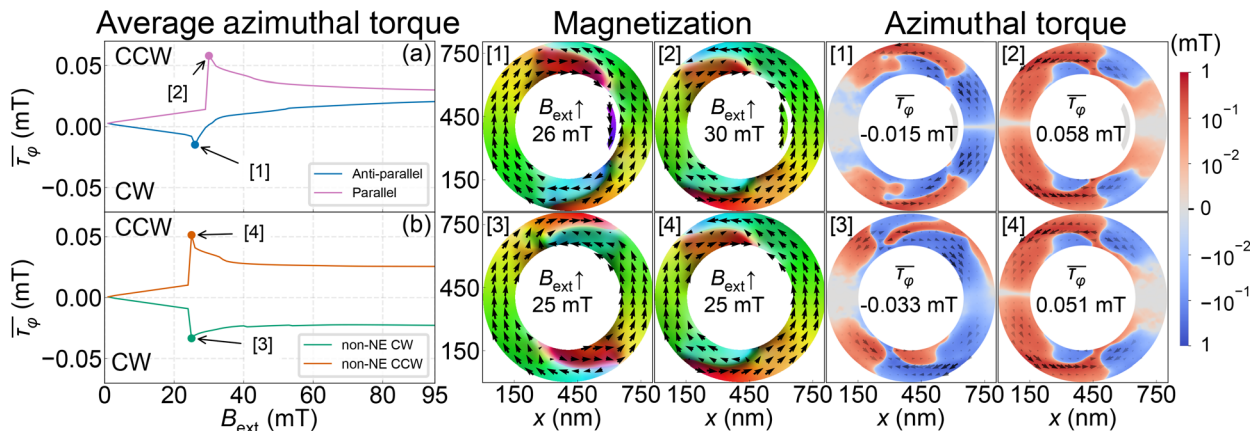 Average azimuthal torque
Magnetization
Azimuthal torque
(mT)
CCW
(a)
0.05
0.00
−0.05
τ̅φ (mT)
[2]
[1]
Anti-parallel
Parallel
CW
CCW
(b)
0.05
0.00
−0.05
τ̅φ (mT)
[4]
[3]
non-NE CW
non-NE CCW
CW
0 20 40 60 80 95
Bext (mT)
750
450
150
[1]
Bext↑
26 mT
[2]
Bext↑
30 mT
[1]
τ̅φ
-0.015 mT
[2]
τ̅φ
0.058 mT
750
450
150
[3]
Bext↑
25 mT
[4]
Bext↑
25 mT
[3]
τ̅φ
-0.033 mT
[4]
τ̅φ
0.051 mT
150 450 750
x (nm)
150 450 750
x (nm)
150 450 750
x (nm)
150 450 750
x (nm)
1
10⁻¹
10⁻²
0
−10⁻²
−10⁻¹
1